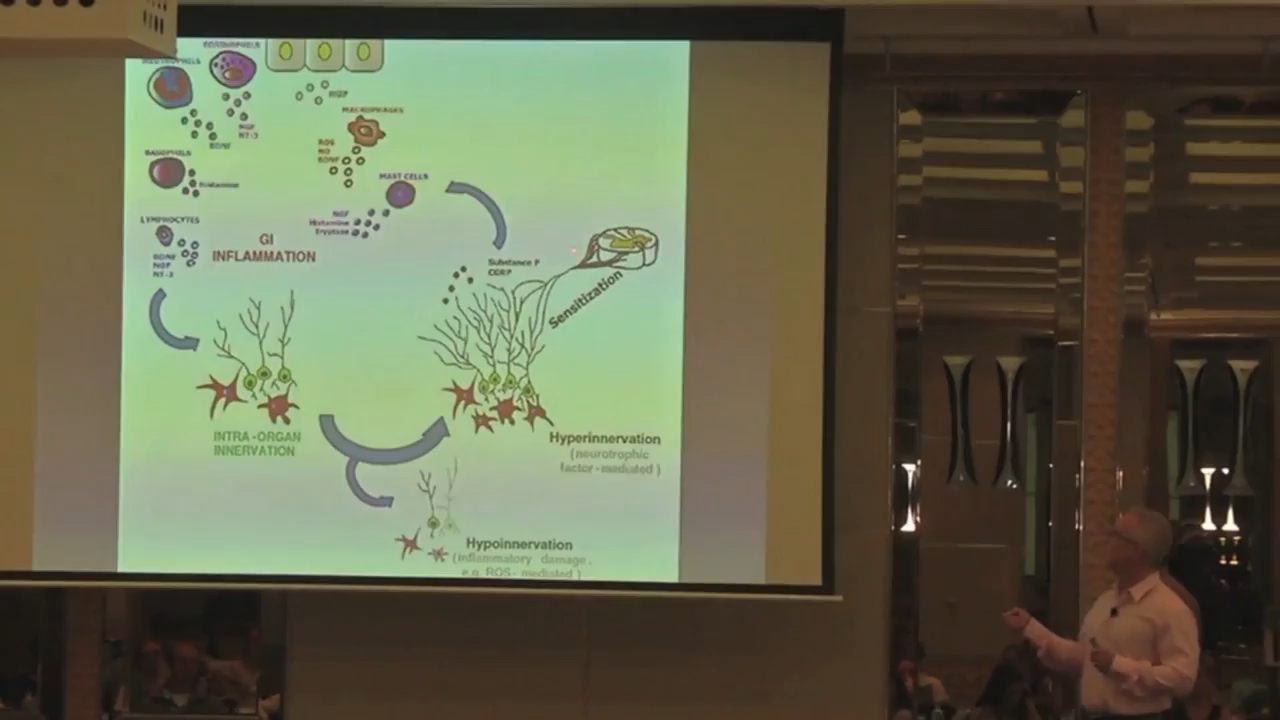 EOSINOPHILS
NEUTROPHILS
NGF
NGF
NT-3
BDNF
MACROPHAGES
ROS
NO
BDNF
BASOPHILS
Histamine
MAST CELLS
NGF
Histamine
tryptase
LYMPHOCYTES
BDNF
NGF
NT-3
GI
INFLAMMATION
Substance P
CGRP
Sensitization
INTRA-ORGAN
INNERVATION
Hyperinnervation
(neurotrophic
factor-mediated)
Hypoinnervation
(inflammatory damage,
e.g. ROS- mediated)